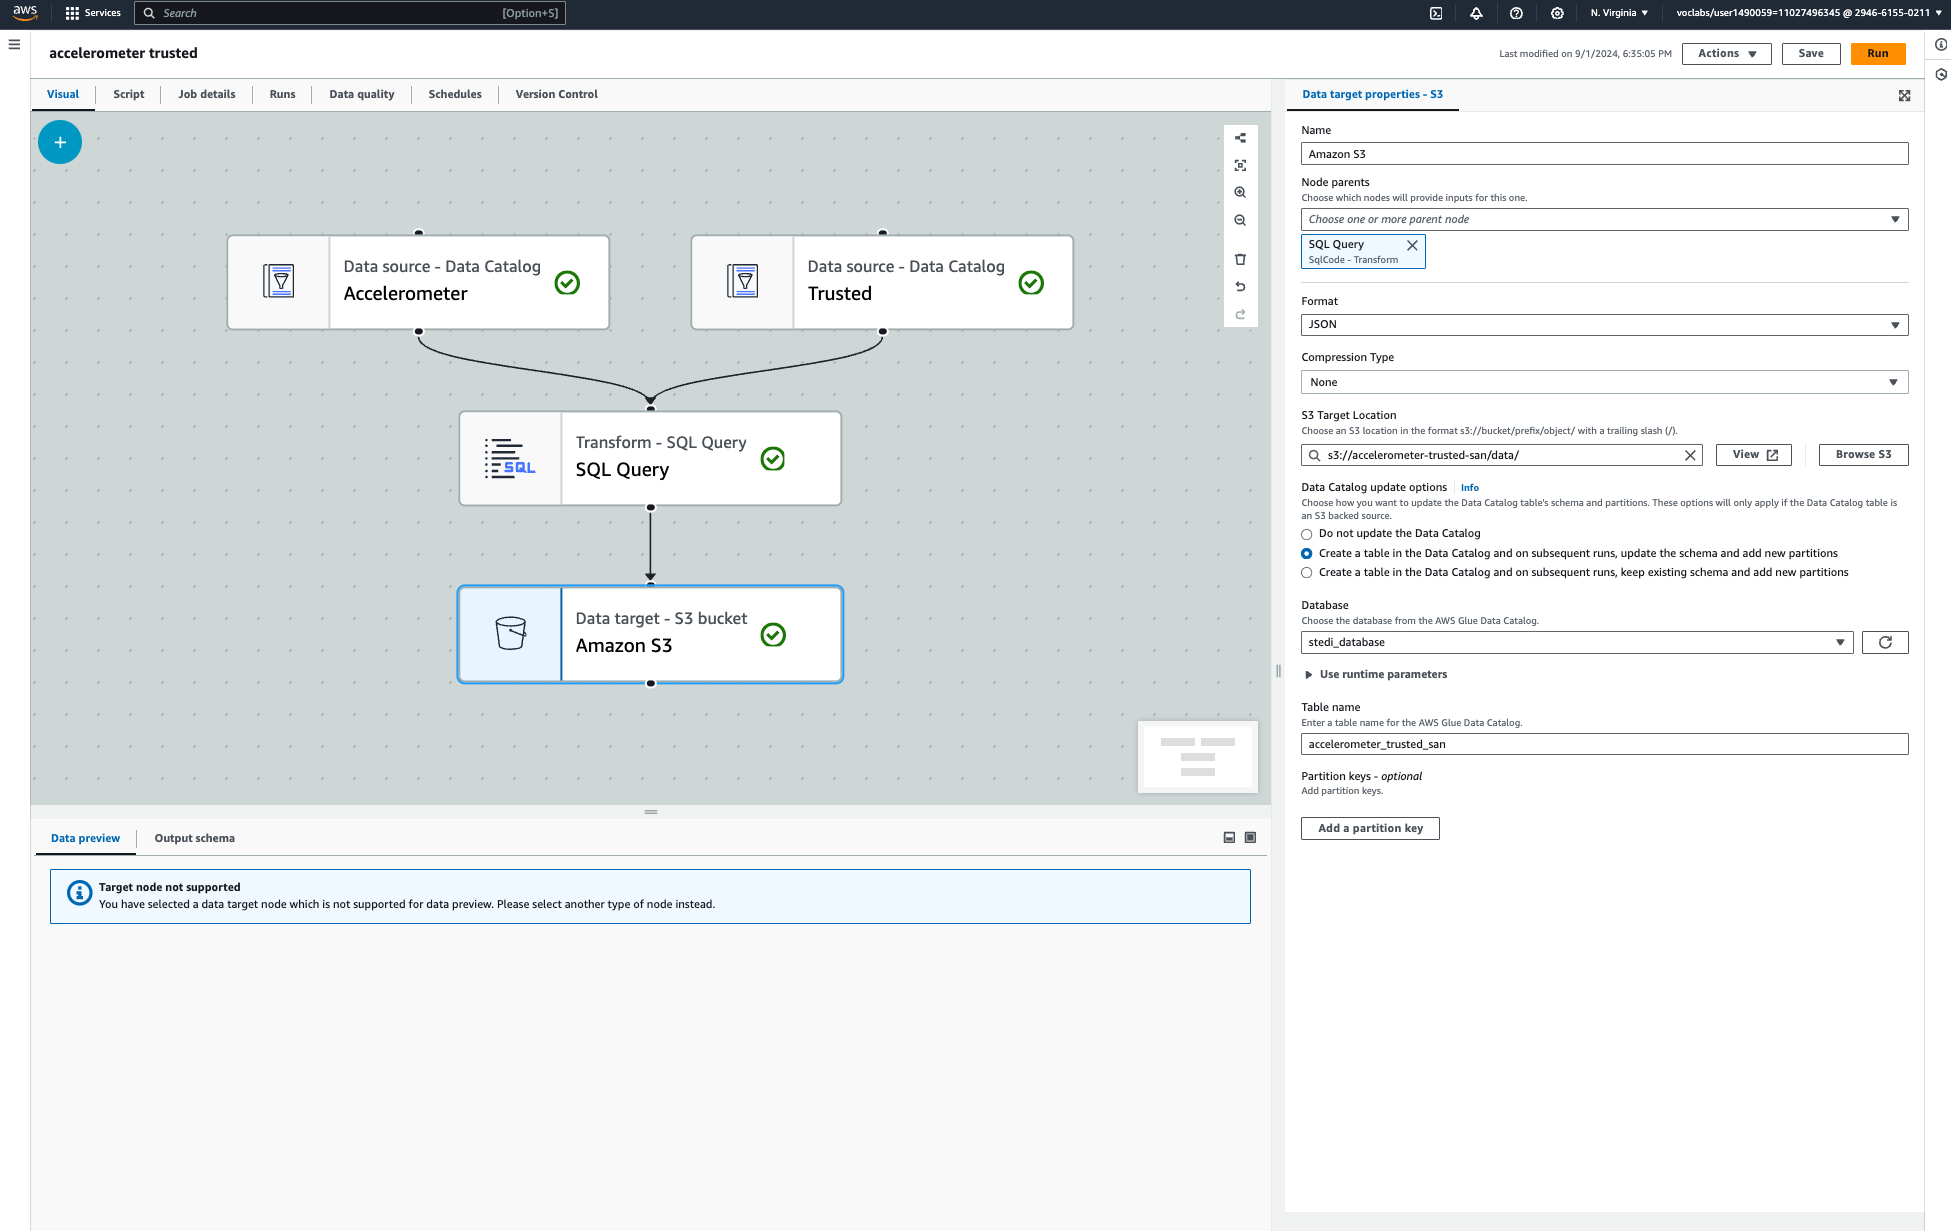 aws
Services
Search
[Option+S]
N. Virginia
voclabs/user1490059=11027496345 @ 2946-6155-0211
accelerometer trusted
Last modified on 9/1/2024, 6:35:05 PM
Actions
Save
Run
Visual
Script
Job details
Runs
Data quality
Schedules
Version Control
Data source - Data Catalog
Accelerometer
Data source - Data Catalog
Trusted
SQL
Transform - SQL Query
SQL Query
Data target - S3 bucket
Amazon S3
Data preview
Output schema
Target node not supported
You have selected a data target node which is not supported for data preview. Please select another type of node instead.
Data target properties - S3
Name
Amazon S3
Node parents
Choose which nodes will provide inputs for this one.
Choose one or more parent node
SQL Query
SqlCode - Transform
Format
JSON
Compression Type
None
S3 Target Location
Choose an S3 location in the format s3://bucket/prefix/object/ with a trailing slash (/).
s3://accelerometer-trusted-san/data/
View
Browse S3
Data Catalog update options
Info
Choose how you want to update the Data Catalog table's schema and partitions. These options will only apply if the Data Catalog table is
an S3 backed source.
Do not update the Data Catalog
Create a table in the Data Catalog and on subsequent runs, update the schema and add new partitions
Create a table in the Data Catalog and on subsequent runs, keep existing schema and add new partitions
Database
Choose the database from the AWS Glue Data Catalog.
stedi_database
Use runtime parameters
Table name
Enter a table name for the AWS Glue Data Catalog.
accelerometer_trusted_san
Partition keys - optional
Add partition keys.
Add a partition key